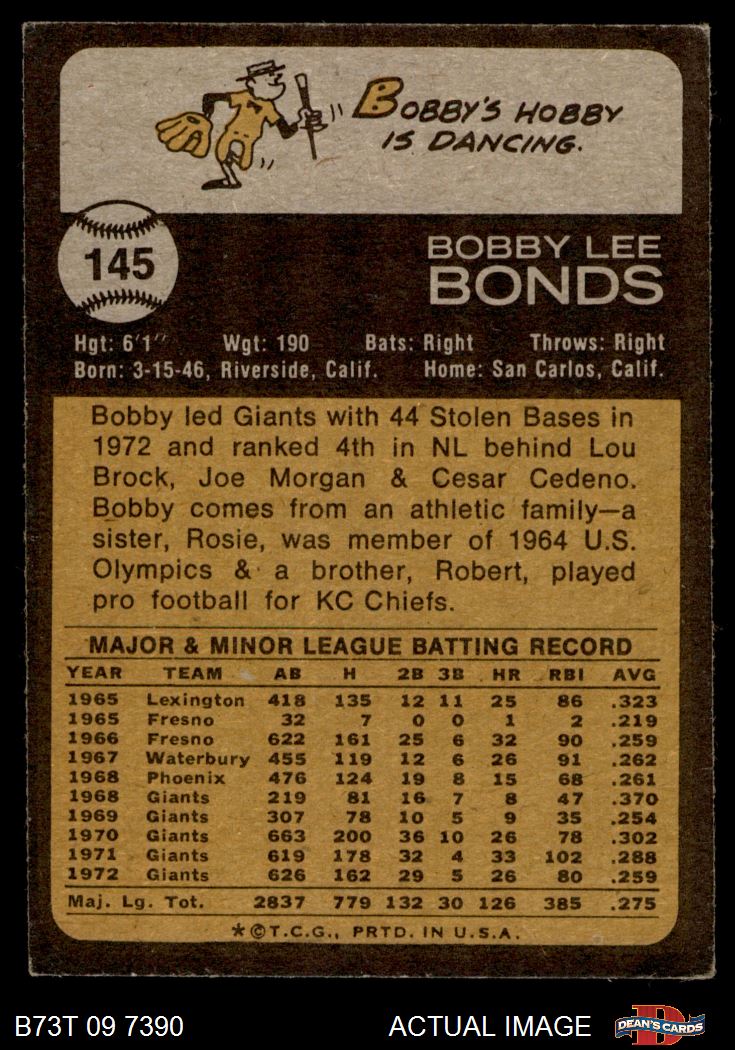 BOBBY'S HOBBY
IS DANCING.
145
BOBBY LEE
BONDS
Hgt: 6'1" Wgt: 190 Bats: Right Throws: Right
Born: 3-15-46, Riverside, Calif. Home: San Carlos, Calif.
Bobby led Giants with 44 Stolen Bases in
1972 and ranked 4th in NL behind Lou
Brock, Joe Morgan & Cesar Cedeno.
Bobby comes from an athletic family—a
sister, Rosie, was member of 1964 U.S.
Olympics & a brother, Robert, played
pro football for KC Chiefs.
MAJOR & MINOR LEAGUE BATTING RECORD
YEAR TEAM AB H 2B 3B HR RBI AVG
1965 Lexington 418 135 12 11 25 86 .323
1965 Fresno 32 7 0 0 1 2 .219
1966 Fresno 622 161 25 6 32 90 .259
1967 Waterbury 455 119 12 6 26 91 .262
1968 Phoenix 476 124 19 8 15 68 .261
1968 Giants 219 81 16 7 8 47 .370
1969 Giants 307 78 10 5 9 35 .254
1970 Giants 663 200 36 10 26 78 .302
1971 Giants 619 178 32 4 33 102 .288
1972 Giants 626 162 29 5 26 80 .259
Maj. Lg. Tot. 2837 779 132 30 126 385 .275
*©T.C.G., PRTD. IN U.S.A.
B73T 09 7390 ACTUAL IMAGE DEAN'S CARDS